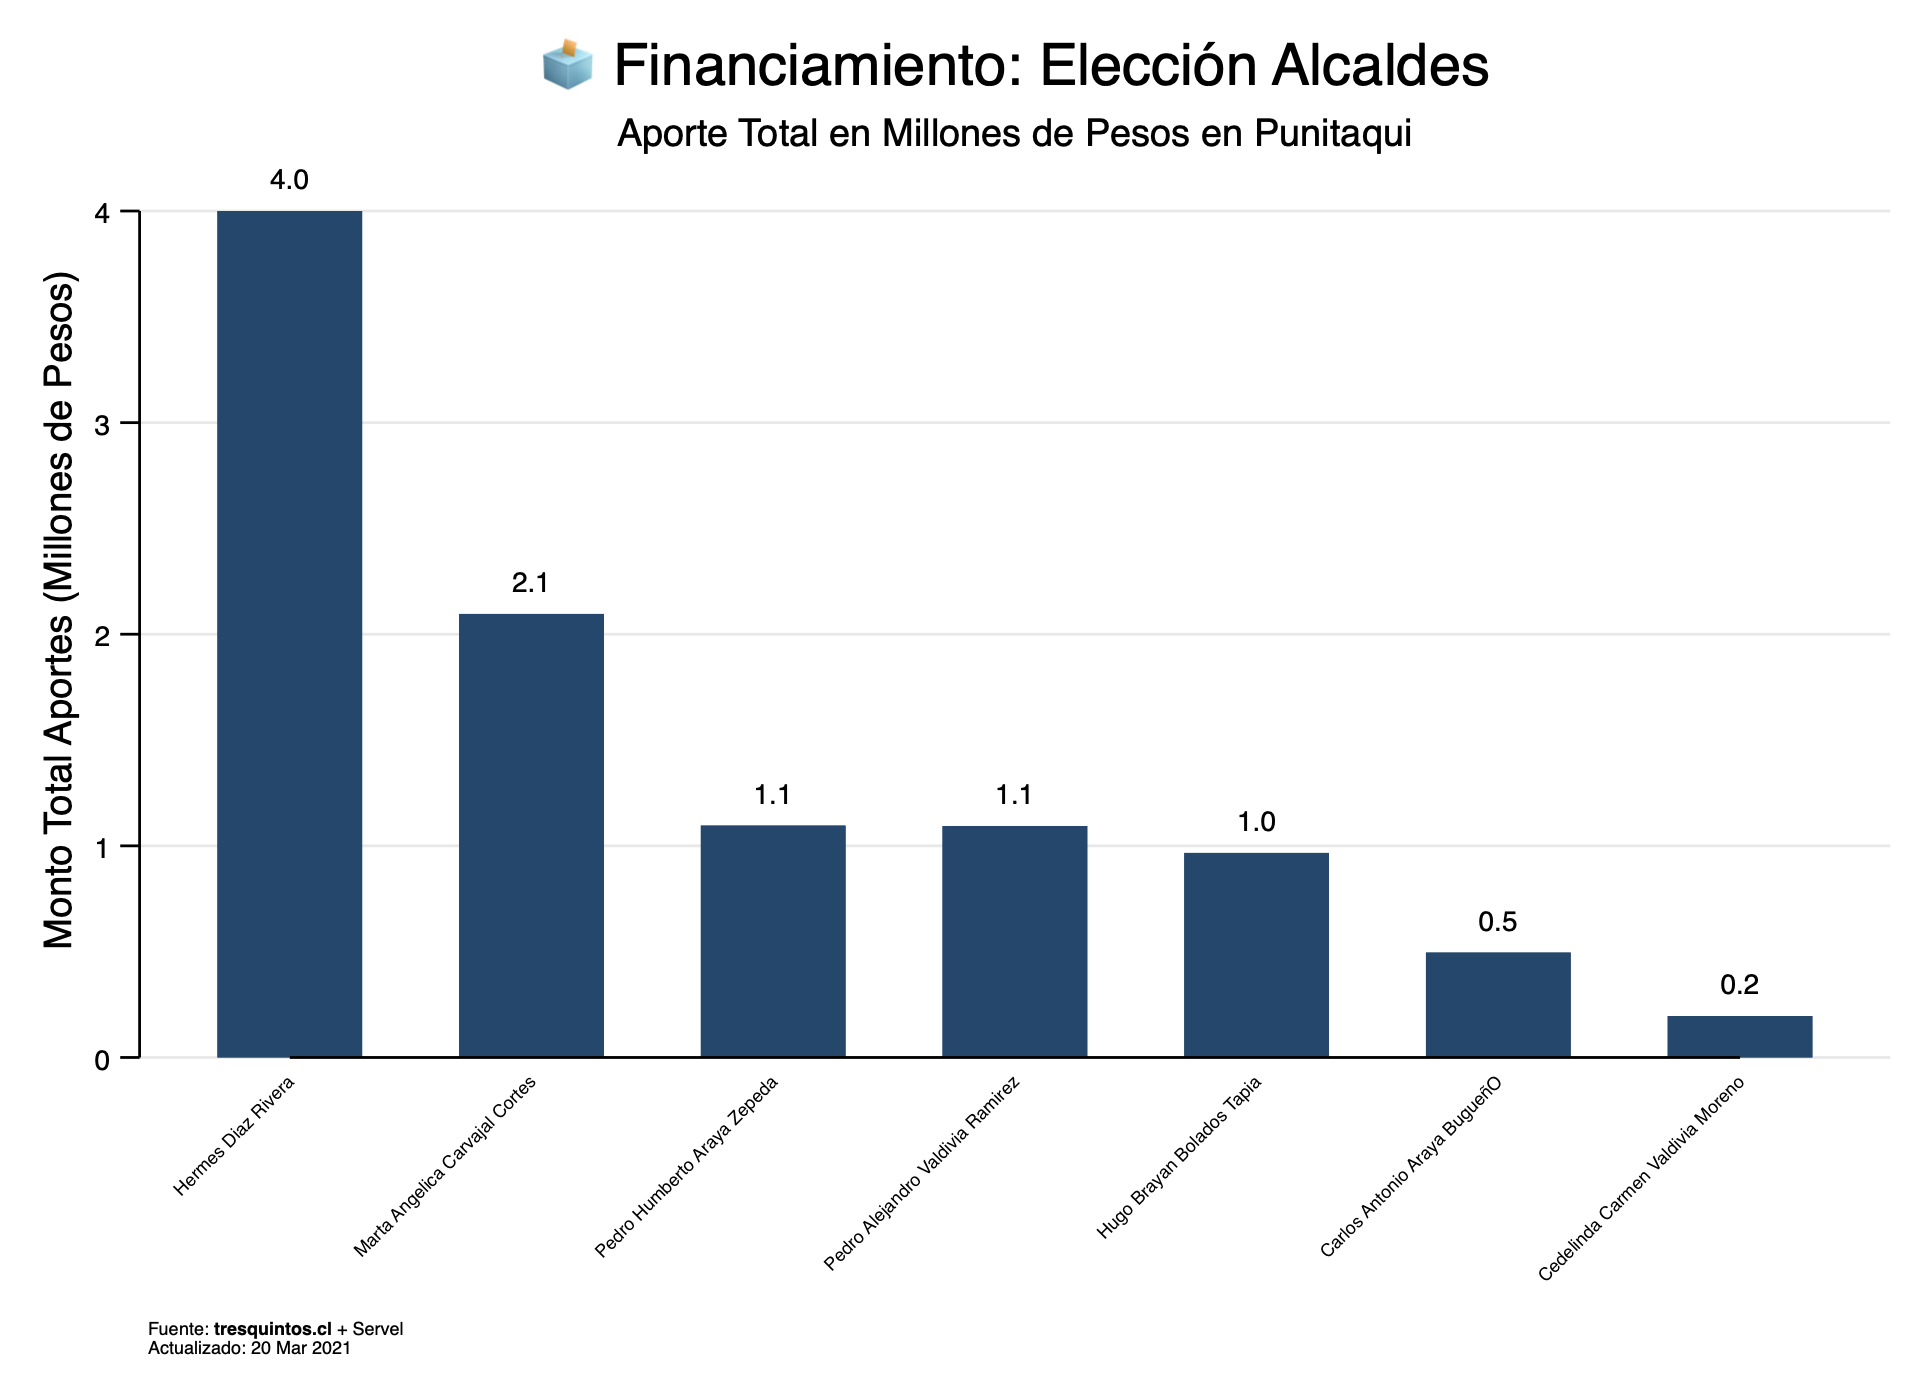 Financiamiento: Elección Alcaldes
Aporte Total en Millones de Pesos en Punitaqui
Monto Total Aportes (Millones de Pesos)
4
3
2
1
0
4.0
2.1
1.1
1.1
1.0
0.5
0.2
Hermes Diaz Rivera
Marta Angelica Carvajal Cortes
Pedro Humberto Araya Zepeda
Pedro Alejandro Valdivia Ramirez
Hugo Brayan Bolados Tapia
Carlos Antonio Araya BugueñO
Cedelinda Carmen Valdivia Moreno
Fuente: tresquintos.cl + Servel
Actualizado: 20 Mar 2021